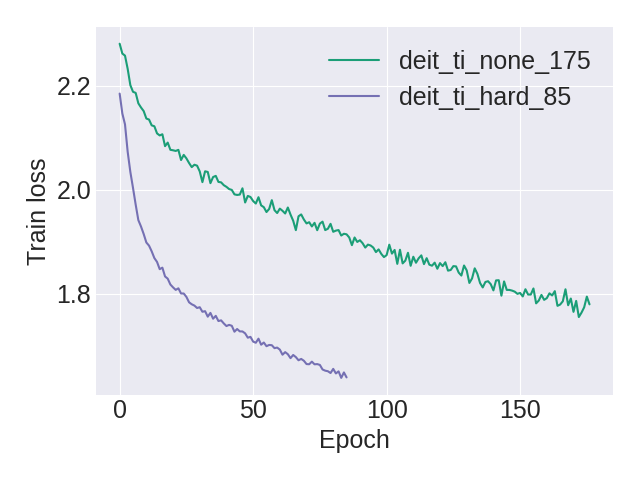 deit_ti_none_175
deit_ti_hard_85
2.2
2.0
1.8
Train loss
0 50 100 150
Epoch